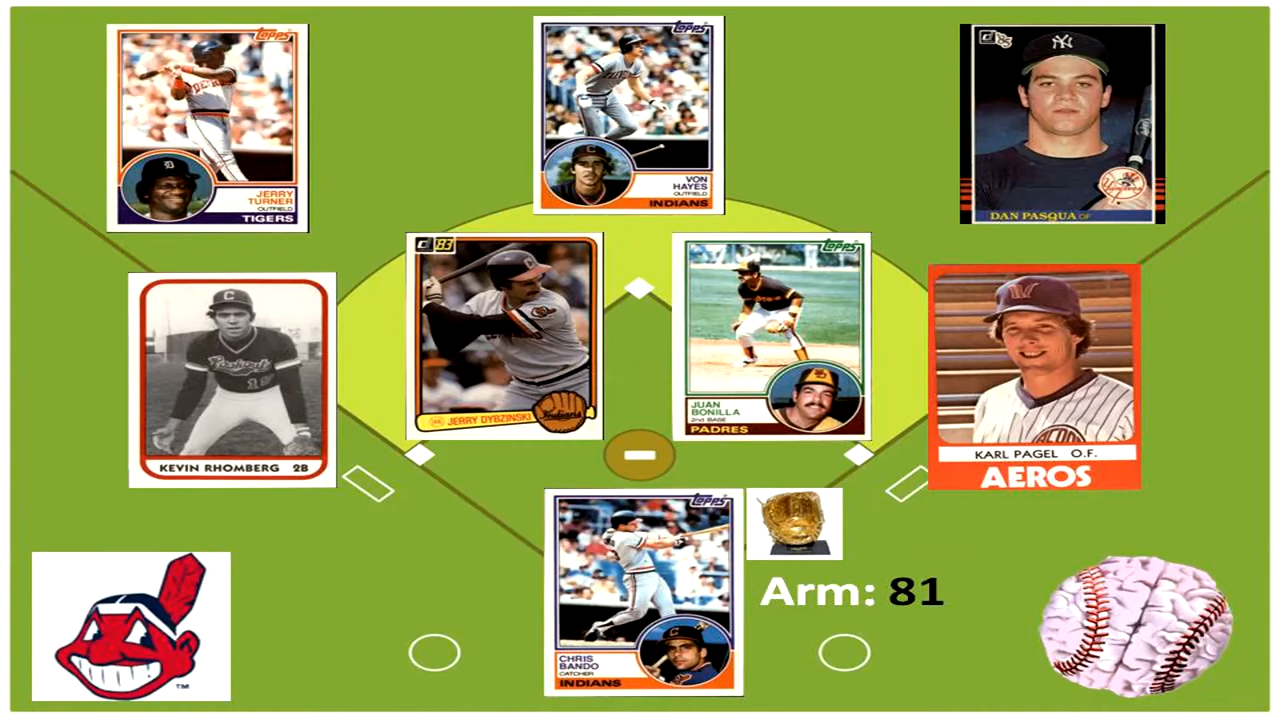 Topps
JERRY
TURNER
OUTFIELD
TIGERS
Topps
VON
HAYES
OUTFIELD
INDIANS
DAN PASQUA OF
KEVIN RHOMBERG 2B
83
JERRY DYBZINSKI
Indians
Topps
JUAN
BONILLA
2nd BASE
PADRES
KARL PAGEL O.F.
AEROS
Topps
CHRIS
BANDO
CATCHER
INDIANS
Arm: 81
TM